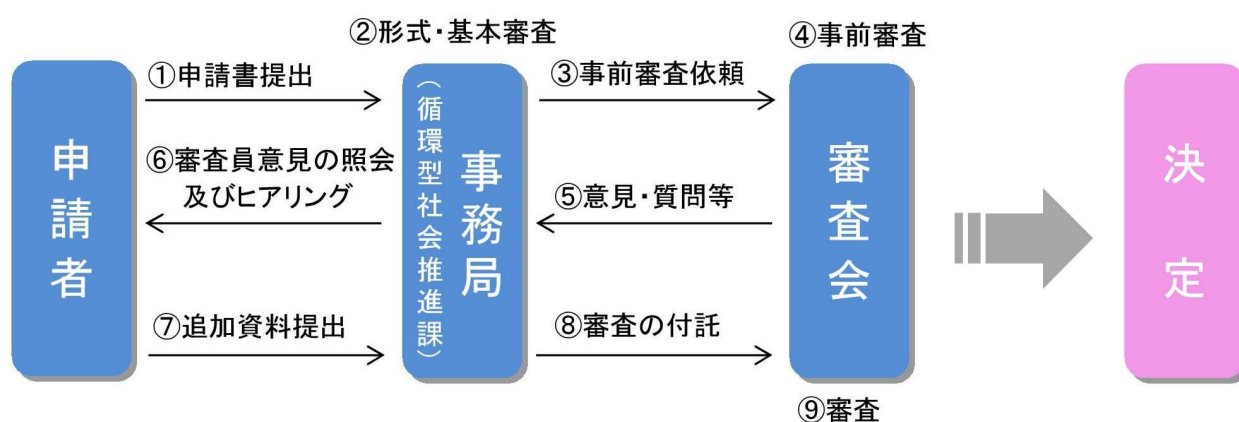 ②形式・基本審査
④事前審査
①申請書提出
③事前審査依頼
申請者
⑥審査員意見の照会
及びヒアリング
(循環型社会推進課)
事務局
⑤意見・質問等
審査会
決定
⑦追加資料提出
⑧審査の付託
⑨審査